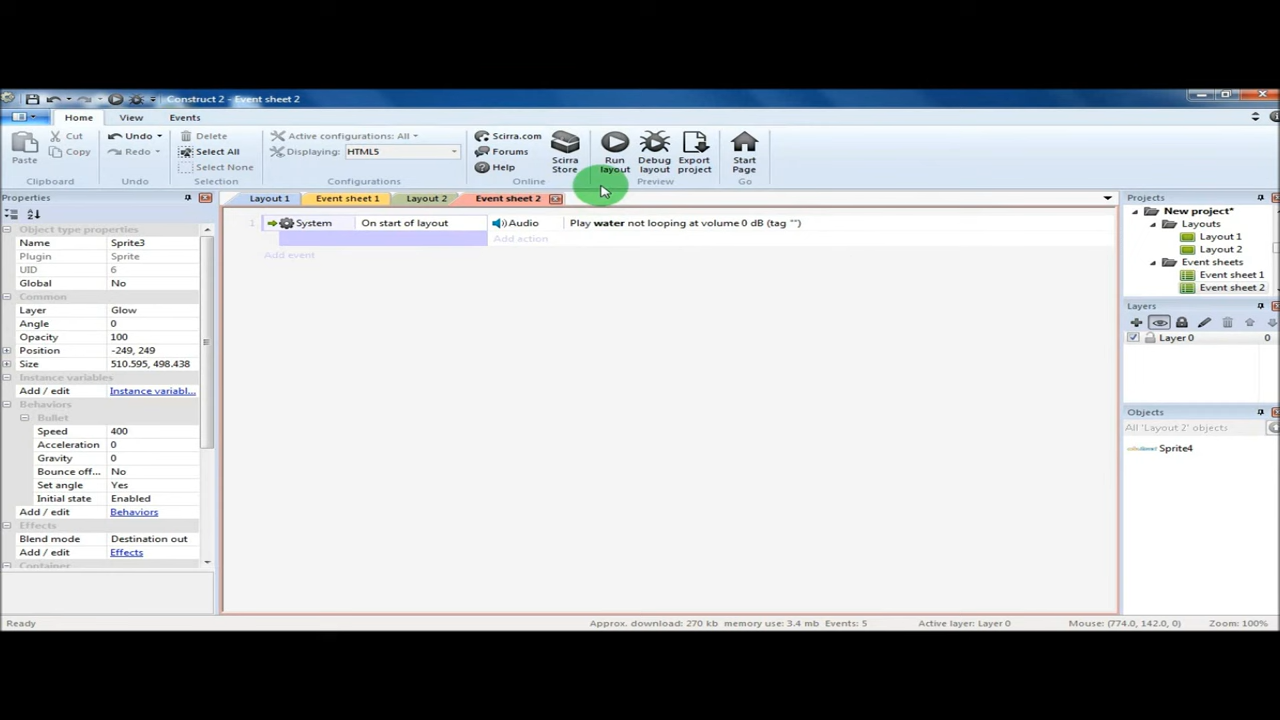 Construct 2 - Event sheet 2
Home View Events
Paste
Cut
Copy
Clipboard
Undo
Redo
Undo
Delete
Select All
Select None
Selection
Active configurations: All
Displaying: HTML5
Configurations
Scirra.com
Forums
Help
Scirra Store
Online
Run layout
Debug layout
Export project
Preview
Start Page
Go
Properties
Layout 1 Event sheet 1 Layout 2 Event sheet 2
Object type properties
Name Sprite3
Plugin Sprite
UID 6
Global No
Common
Layer Glow
Angle 0
Opacity 100
Position -249, 249
Size 510.595, 498.438
Instance variables
Add / edit Instance variabl...
Behaviors
Bullet
Speed 400
Acceleration 0
Gravity 0
Bounce off... No
Set angle Yes
Initial state Enabled
Add / edit Behaviors
Effects
Blend mode Destination out
Add / edit Effects
Container
1 System On start of layout Audio Play water not looping at volume 0 dB (tag "")
Add action
Add event
Projects
New project*
Layouts
Layout 1
Layout 2
Event sheets
Event sheet 1
Event sheet 2
Layers
Layer 0 0
Objects
All 'Layout 2' objects
Sprite4
Ready Approx. download: 270 kb memory use: 3.4 mb Events: 5 Active layer: Layer 0 Mouse: (774.0, 142.0, 0) Zoom: 100%